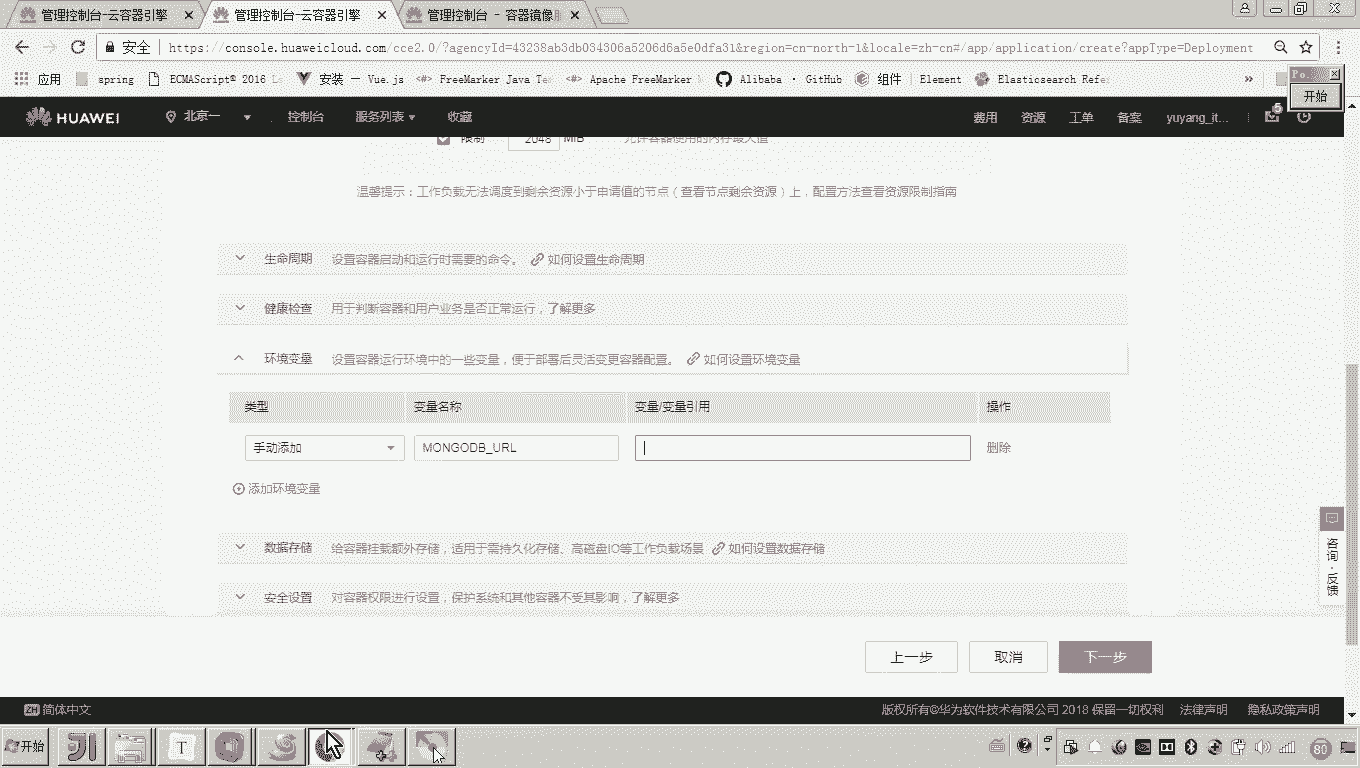 管理控制台-云容器引擎 管理控制台-云容器引擎 管理控制台 - 容器镜像
安全 https://console.huaweicloud.com/cce2.0/?agencyId=43238ab3db034306a5206d6a5e0dfa31&region=cn-north-1&locale=zh-cn#/app/application/create?appType=Deployment
应用 spring ECMAScript® 2016 L 安装 — Vue.js FreeMarker Java Te Apache FreeMarker Alibaba · GitHub 组件 | Element Elasticsearch Refe »
Po.
开始
HUAWEI 北京一 控制台 服务列表 收藏 费用 资源 工单 备案 yuyang_it... 5
限制 2048 MiB 允许容器使用的内存最大值
温馨提示：工作负载无法调度到剩余资源小于申请值的节点（查看节点剩余资源）上，配置方法查看资源限制指南
生命周期 设置容器启动和运行时需要的命令。 如何设置生命周期
健康检查 用于判断容器和用户业务是否正常运行，了解更多
环境变量 设置容器运行环境中的一些变量，便于部署后灵活变更容器配置。 如何设置环境变量
类型 变量名称 变量/变量引用 操作
手动添加 MONGODB_URL 删除
添加环境变量
数据存储 给容器挂载额外存储，适用于需持久化存储、高磁盘IO等工作负载场景 如何设置数据存储
安全设置 对容器权限进行设置，保护系统和其他容器不受其影响，了解更多
咨询·反馈
上一步 取消 下一步
ZH 简体中文 版权所有©华为软件技术有限公司 2018 保留一切权利 法律声明 隐私政策声明
开始 T 80